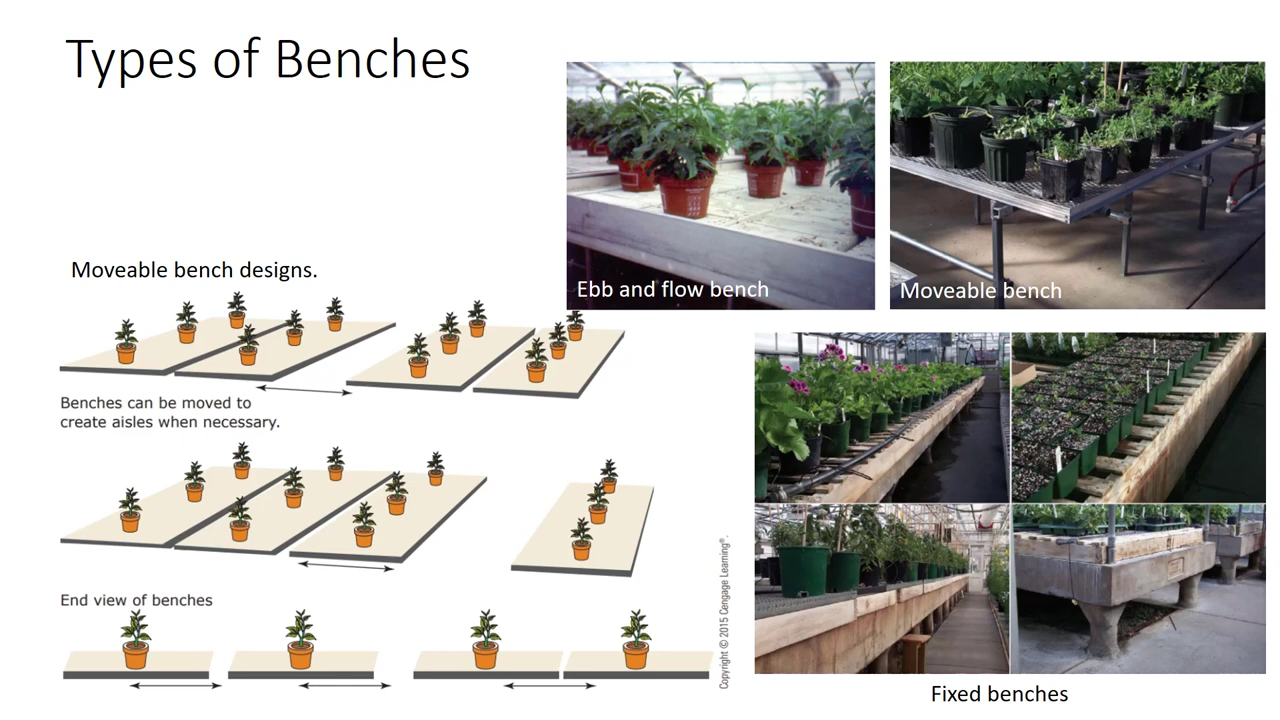 Types of Benches
Ebb and flow bench
Moveable bench
Moveable bench designs.
Benches can be moved to
create aisles when necessary.
End view of benches
Copyright © 2015 Cengage Learning®.
Fixed benches